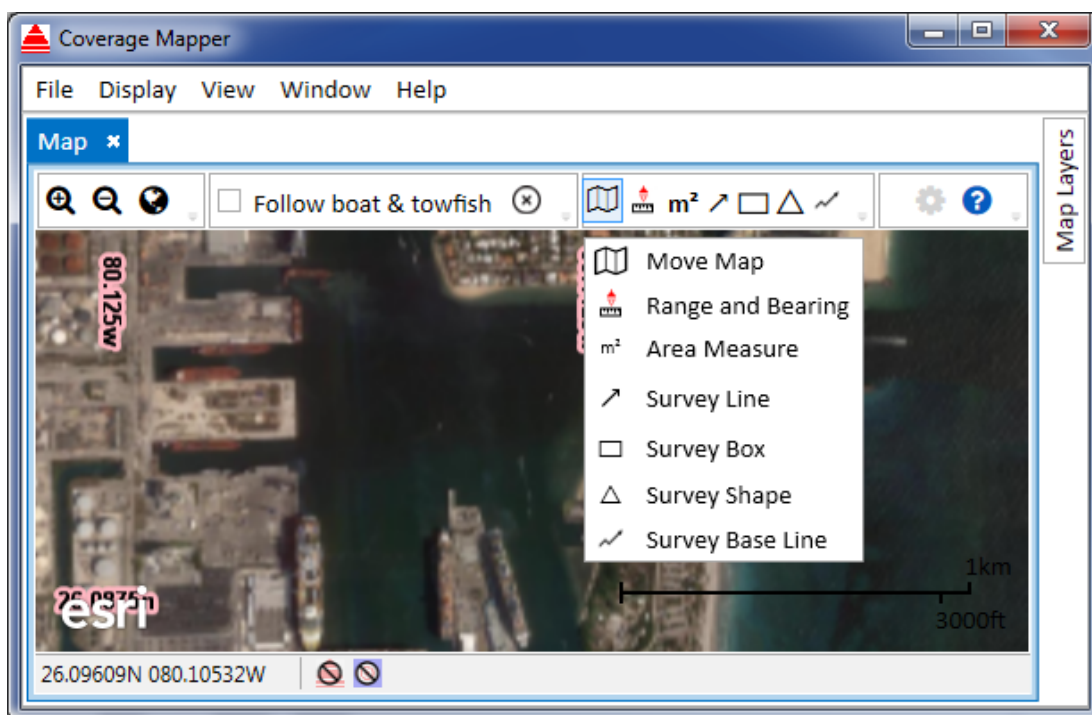 Coverage Mapper
File Display View Window Help
Map
Map Layers
Follow boat & towfish
m²
?
80.125w
Move Map
Range and Bearing
m² Area Measure
Survey Line
Survey Box
Survey Shape
Survey Base Line
1km
3000ft
esri
26.09609N 080.10532W